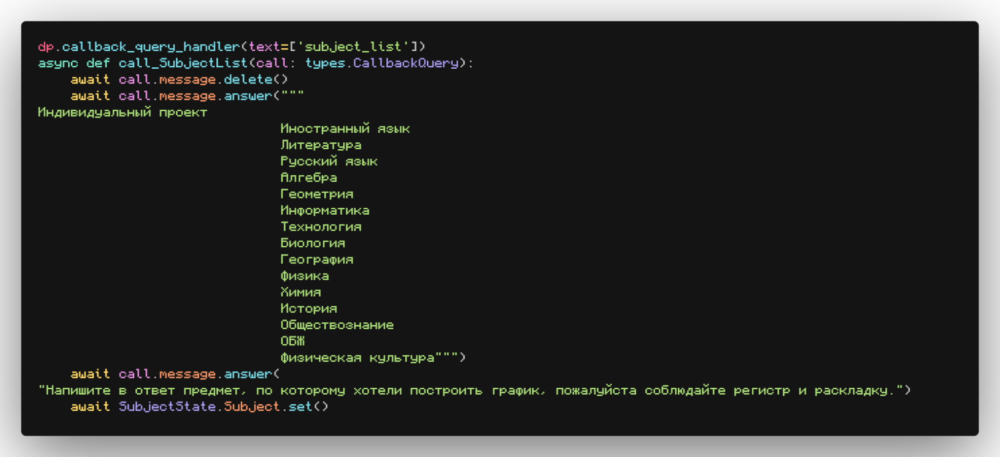 dp.callback_query_handler(text=['subject_list'])
async def call_SubjectList(call: types.CallbackQuery):
    await call.message.delete()
    await call.message.answer("""
Индивидуальный проект
                              Иностранный язык
                              Литература
                              Русский язык
                              Алгебра
                              Геометрия
                              Информатика
                              Технология
                              Биология
                              География
                              Физика
                              Химия
                              История
                              Обществознание
                              ОБЖ
                              Физическая культура""")
    await call.message.answer(
"Напишите в ответ предмет, по которому хотели построить график, пожалуйста соблюдайте регистр и раскладку.")
    await SubjectState.Subject.set()